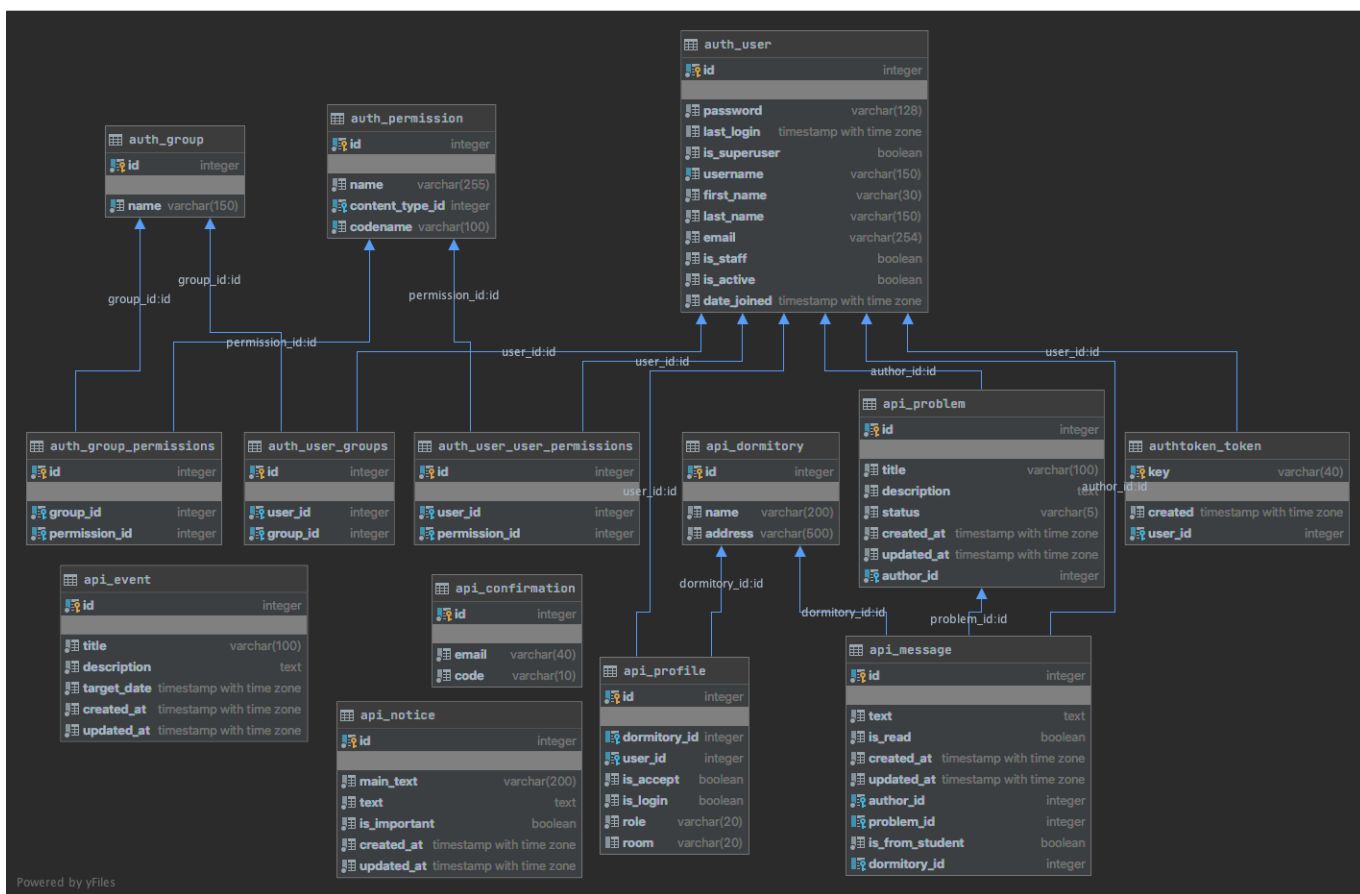 auth_user
id integer
password varchar(128)
last_login timestamp with time zone
is_superuser boolean
username varchar(150)
first_name varchar(30)
last_name varchar(150)
email varchar(254)
is_staff boolean
is_active boolean
date_joined timestamp with time zone
auth_permission
id integer
name varchar(255)
content_type_id integer
codename varchar(100)
auth_group
id integer
name varchar(150)
group_id:id
group_id:id
permission_id:id
permission_id:id
user_id:id
user_id:id
author_id:id
user_id:id
auth_group_permissions
id integer
group_id integer
permission_id integer
auth_user_groups
id integer
user_id integer
group_id integer
auth_user_user_permissions
id integer
user_id integer
permission_id integer
user_id:id
api_dormitory
id integer
name varchar(200)
address varchar(500)
api_problem
id integer
title varchar(100)
description text
status varchar(5)
created_at timestamp with time zone
updated_at timestamp with time zone
author_id integer
author_id:id
authtoken_token
key varchar(40)
created timestamp with time zone
user_id integer
api_event
id integer
title varchar(100)
description text
target_date timestamp with time zone
created_at timestamp with time zone
updated_at timestamp with time zone
api_confirmation
id integer
email varchar(40)
code varchar(10)
dormitory_id:id
dormitory_id:id
problem_id:id
api_notice
id integer
main_text varchar(200)
text text
is_important boolean
created_at timestamp with time zone
updated_at timestamp with time zone
api_profile
id integer
dormitory_id integer
user_id integer
is_accept boolean
is_login boolean
role varchar(20)
room varchar(20)
api_message
id integer
text text
is_read boolean
created_at timestamp with time zone
updated_at timestamp with time zone
author_id integer
problem_id integer
is_from_student boolean
dormitory_id integer
Powered by yFiles